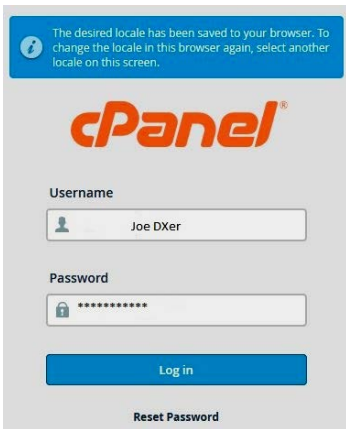 The desired locale has been saved to your browser. To
change the locale in this browser again, select another
locale on this screen.
cPanel®
Username
Joe DXer
Password
***********
Log in
Reset Password